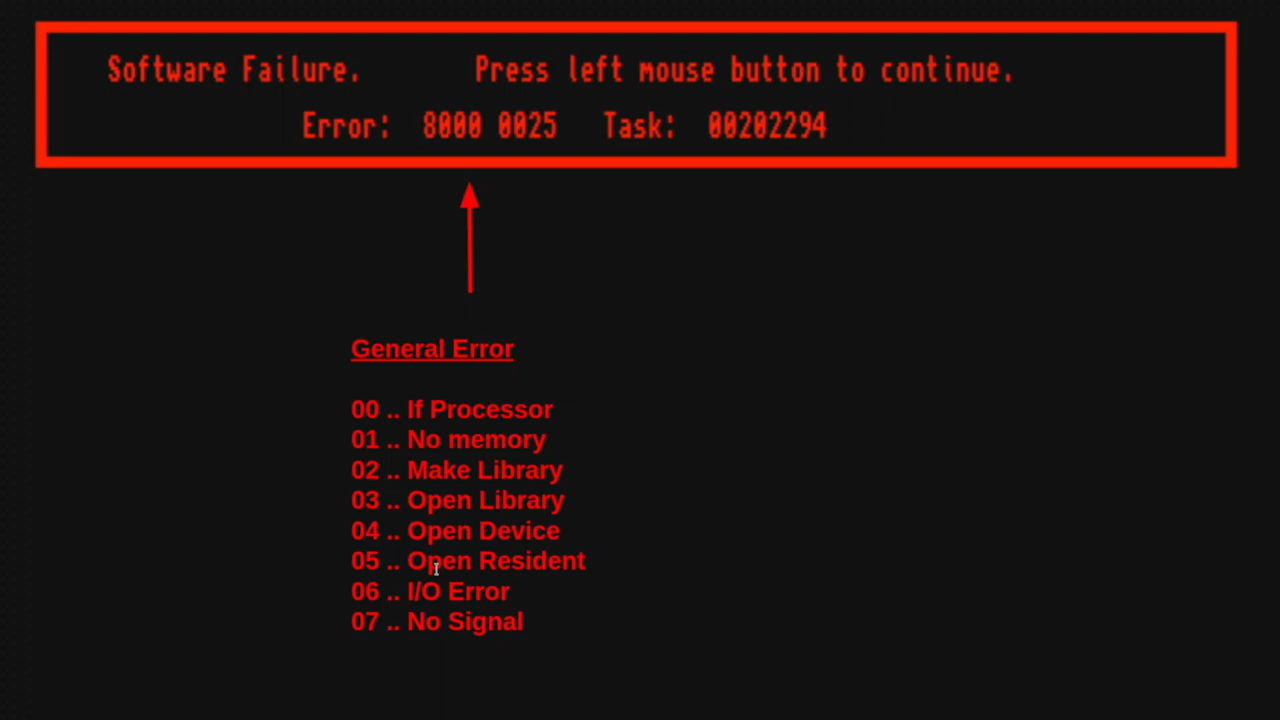 Software Failure. Press left mouse button to continue.
Error: 8000 0025 Task: 00202294
General Error
00 .. If Processor
01 .. No memory
02 .. Make Library
03 .. Open Library
04 .. Open Device
05 .. Open Resident
06 .. I/O Error
07 .. No Signal